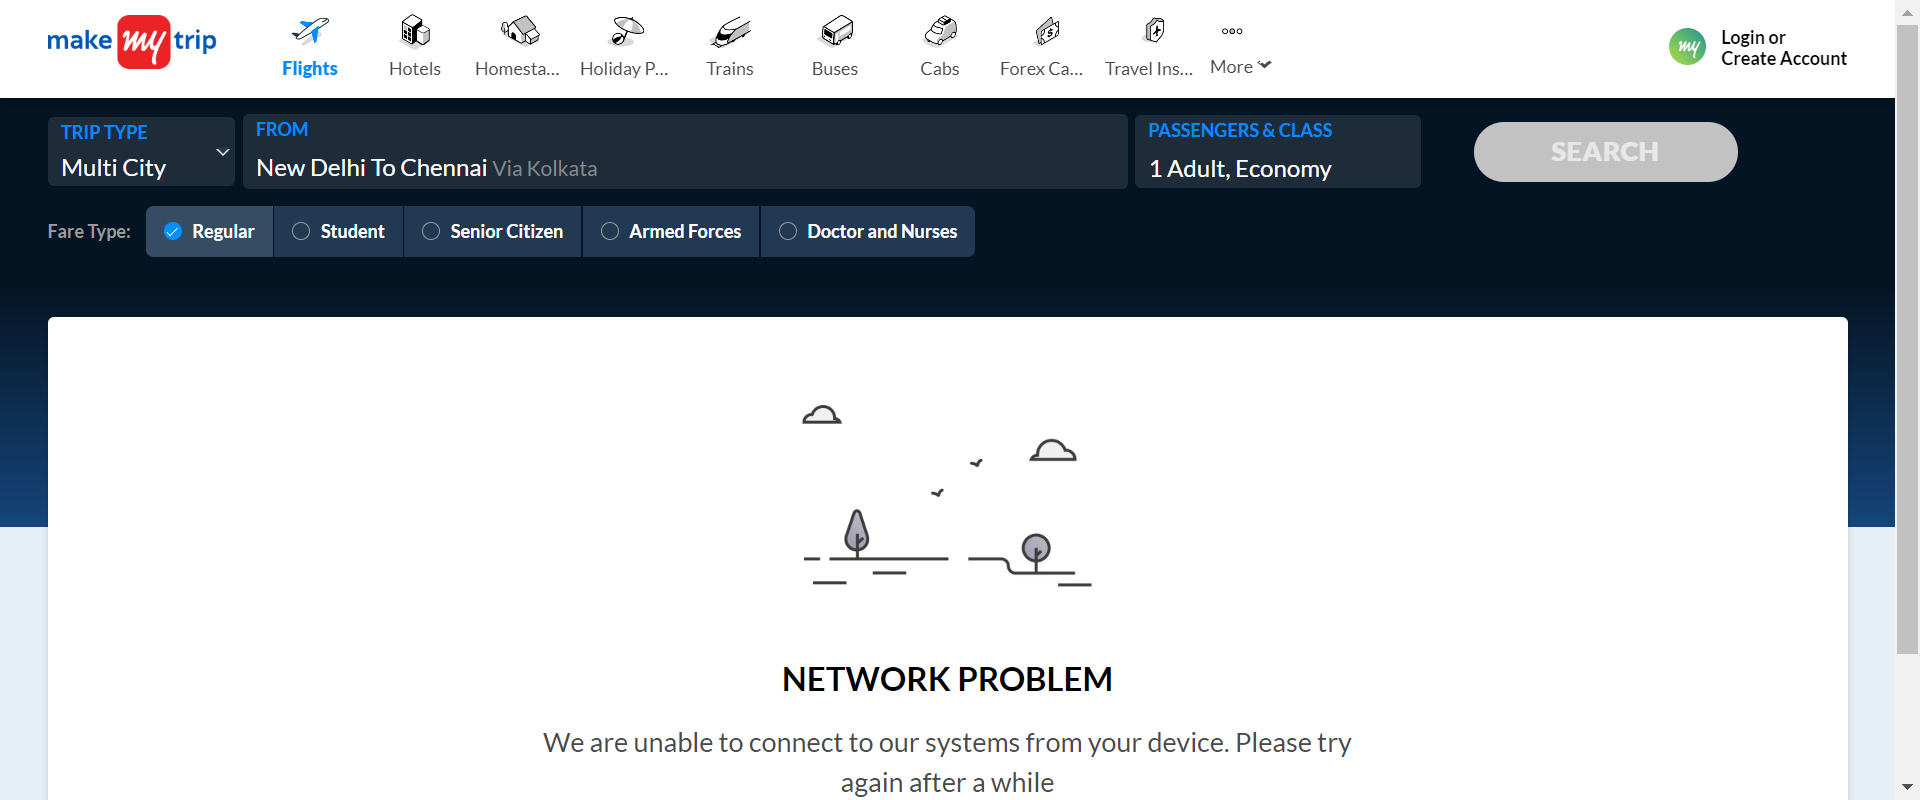 make my trip
Flights
Hotels
Homesta...
Holiday P...
Trains
Buses
Cabs
Forex Ca...
Travel Ins...
More
my
Login or
Create Account
TRIP TYPE
Multi City
FROM
New Delhi To Chennai Via Kolkata
PASSENGERS & CLASS
1 Adult, Economy
SEARCH
Fare Type:
Regular
Student
Senior Citizen
Armed Forces
Doctor and Nurses
NETWORK PROBLEM
We are unable to connect to our systems from your device. Please try
again after a while